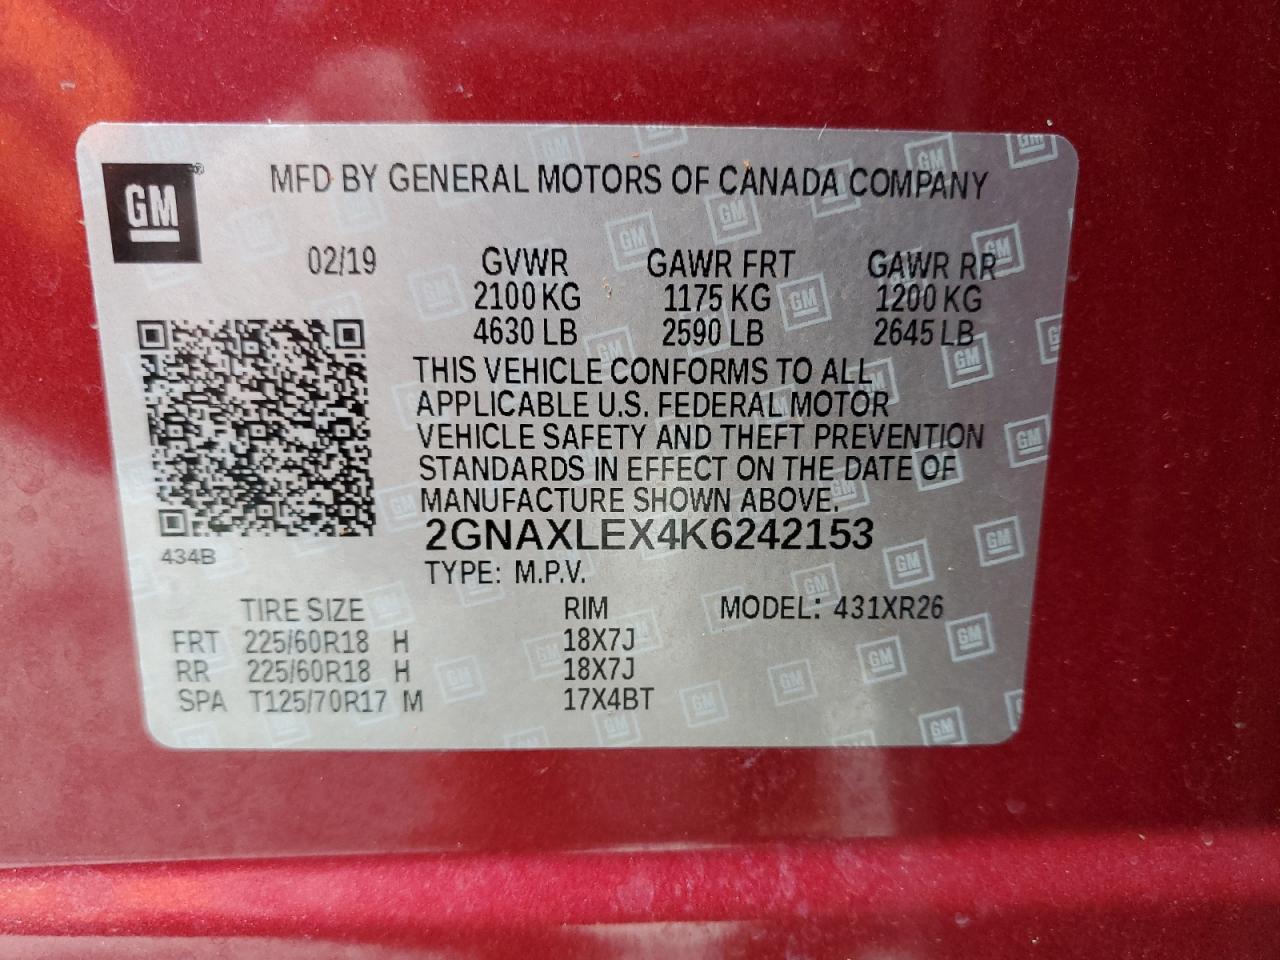 GM
MFD BY GENERAL MOTORS OF CANADA COMPANY
02/19 GVWR GAWR FRT GAWR RR
2100 KG 1175 KG 1200 KG
4630 LB 2590 LB 2645 LB
THIS VEHICLE CONFORMS TO ALL
APPLICABLE U.S. FEDERAL MOTOR
VEHICLE SAFETY AND THEFT PREVENTION
STANDARDS IN EFFECT ON THE DATE OF
MANUFACTURE SHOWN ABOVE.
434B
2GNAXLEX4K6242153
TYPE: M.P.V.
TIRE SIZE RIM MODEL: 431XR26
FRT 225/60R18 H 18X7J
RR 225/60R18 H 18X7J
SPA T125/70R17 M 17X4BT